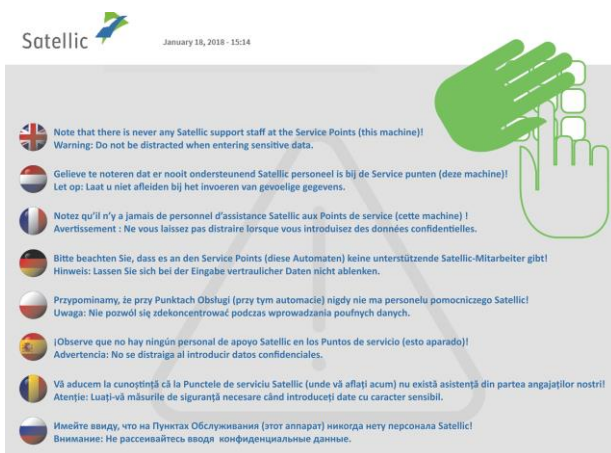 Satellic
January 18, 2018 - 15:14
Note that there is never any Satellic support staff at the Service Points (this machine)!
Warning: Do not be distracted when entering sensitive data.
Gelieve te noteren dat er nooit ondersteunend Satellic personeel is bij de Service punten (deze machine)!
Let op: Laat u niet afleiden bij het invoeren van gevoelige gegevens.
Notez qu'il n'y a jamais de personnel d'assistance Satellic aux Points de service (cette machine) !
Avertissement : Ne vous laissez pas distraire lorsque vous introduisez des données confidentielles.
Bitte beachten Sie, dass es an den Service Points (diese Automaten) keine unterstützende Satellic-Mitarbeiter gibt!
Hinweis: Lassen Sie sich bei der Eingabe vertraulicher Daten nicht ablenken.
Przypominamy, że przy Punktach Obsługi (przy tym automacie) nigdy nie ma personelu pomocniczego Satellic!
Uwaga: Nie pozwól się zdekoncentrować podczas wprowadzania poufnych danych.
¡Observe que no hay ningún personal de apoyo Satellic en los Puntos de servicio (esto aparado)!
Advertencia: No se distraiga al introducir datos confidenciales.
Vă aducem la cunoștință că la Punctele de serviciu Satellic (unde vă aflați acum) nu există asistență din partea angajaților nostri!
Atenție: Luați-vă măsurile de siguranță necesare când introduceți date cu caracter sensibil.
Имейте ввиду, что на Пунктах Обслуживания (этот аппарат) никогда нету персонала Satellic!
Внимание: Не рассеивайтесь вводя конфиденциальные данные.